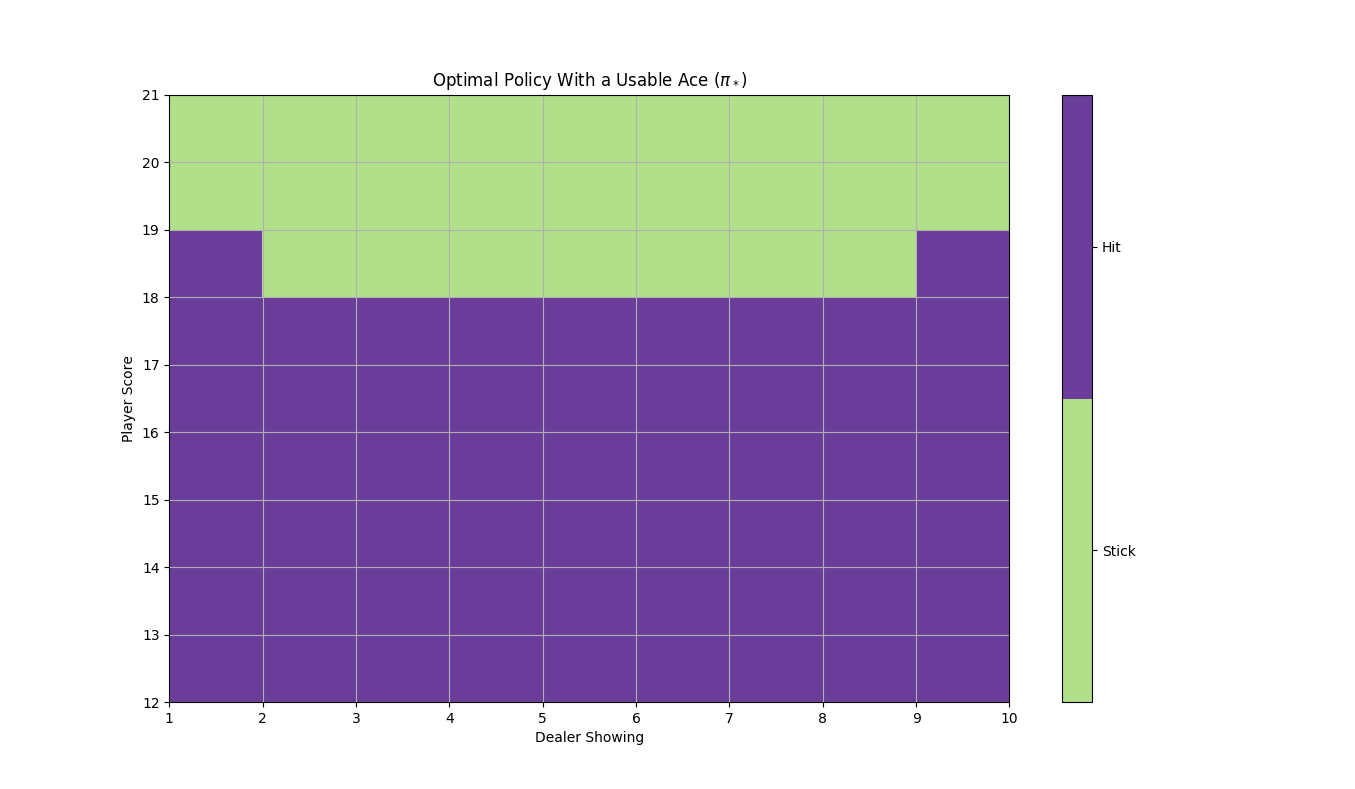 Optimal Policy With a Usable Ace (π*)
21
20
19
18
17
16
15
14
13
12
Player Score
1 2 3 4 5 6 7 8 9 10
Dealer Showing
Hit
Stick